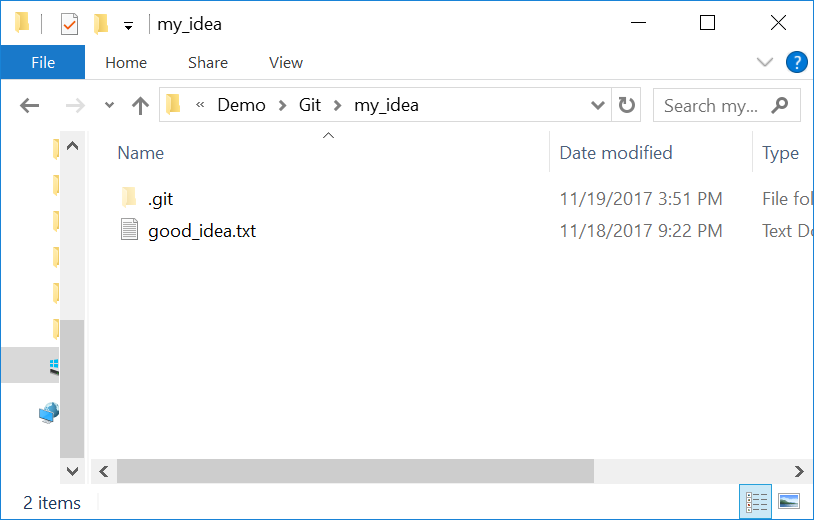 my_idea
File Home Share View ?
« Demo Git my_idea Search my...
Name Date modified Type
.git 11/19/2017 3:51 PM File fol
good_idea.txt 11/18/2017 9:22 PM Text Do
2 items